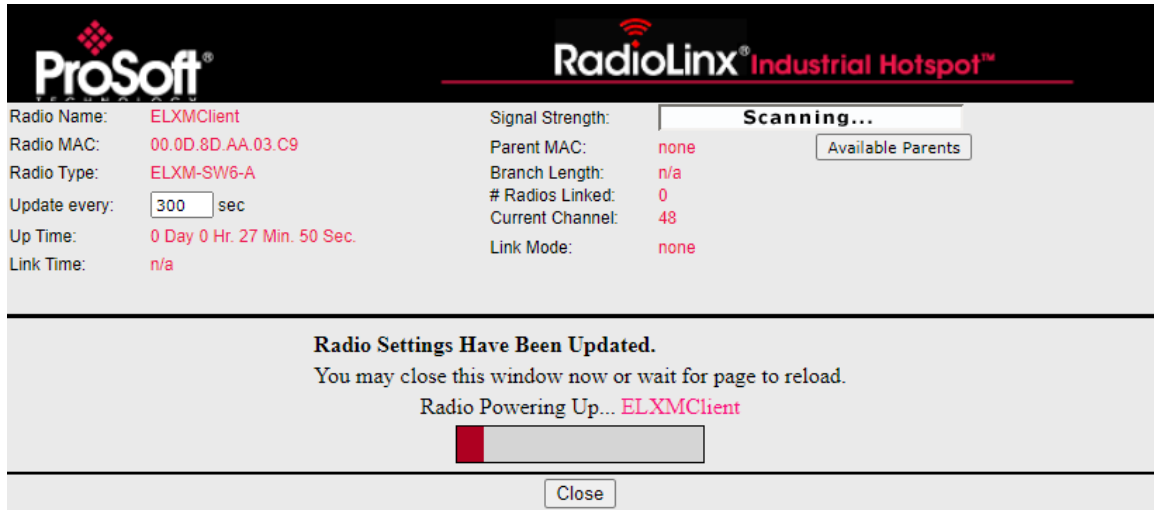 ProSoft®
TECHNOLOGY
RadioLinx® Industrial Hotspot™
Radio Name: ELXMClient
Radio MAC: 00.0D.8D.AA.03.C9
Radio Type: ELXM-SW6-A
Update every: 300 sec
Up Time: 0 Day 0 Hr. 27 Min. 50 Sec.
Link Time: n/a
Signal Strength: Scanning...
Parent MAC: none Available Parents
Branch Length: n/a
# Radios Linked: 0
Current Channel: 48
Link Mode: none
Radio Settings Have Been Updated.
You may close this window now or wait for page to reload.
Radio Powering Up... ELXMClient
Close